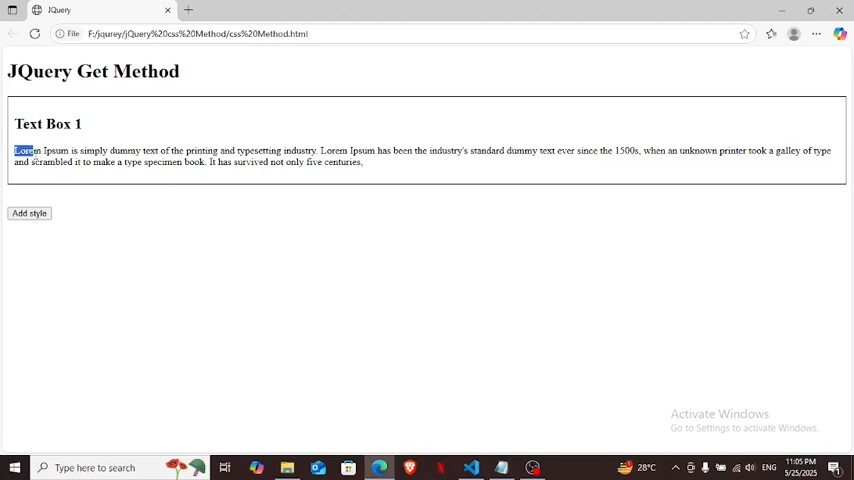 JQuery
File F:/jqurey/jQuery%20css%20Method/css%20Method.html
JQuery Get Method
Text Box 1
Lorem Ipsum is simply dummy text of the printing and typesetting industry. Lorem Ipsum has been the industry's standard dummy text ever since the 1500s, when an unknown printer took a galley of type
and scrambled it to make a type specimen book. It has survived not only five centuries,
Add style
Activate Windows
Go to Settings to activate Windows.
Type here to search
28°C
ENG
11:05 PM
5/25/2025